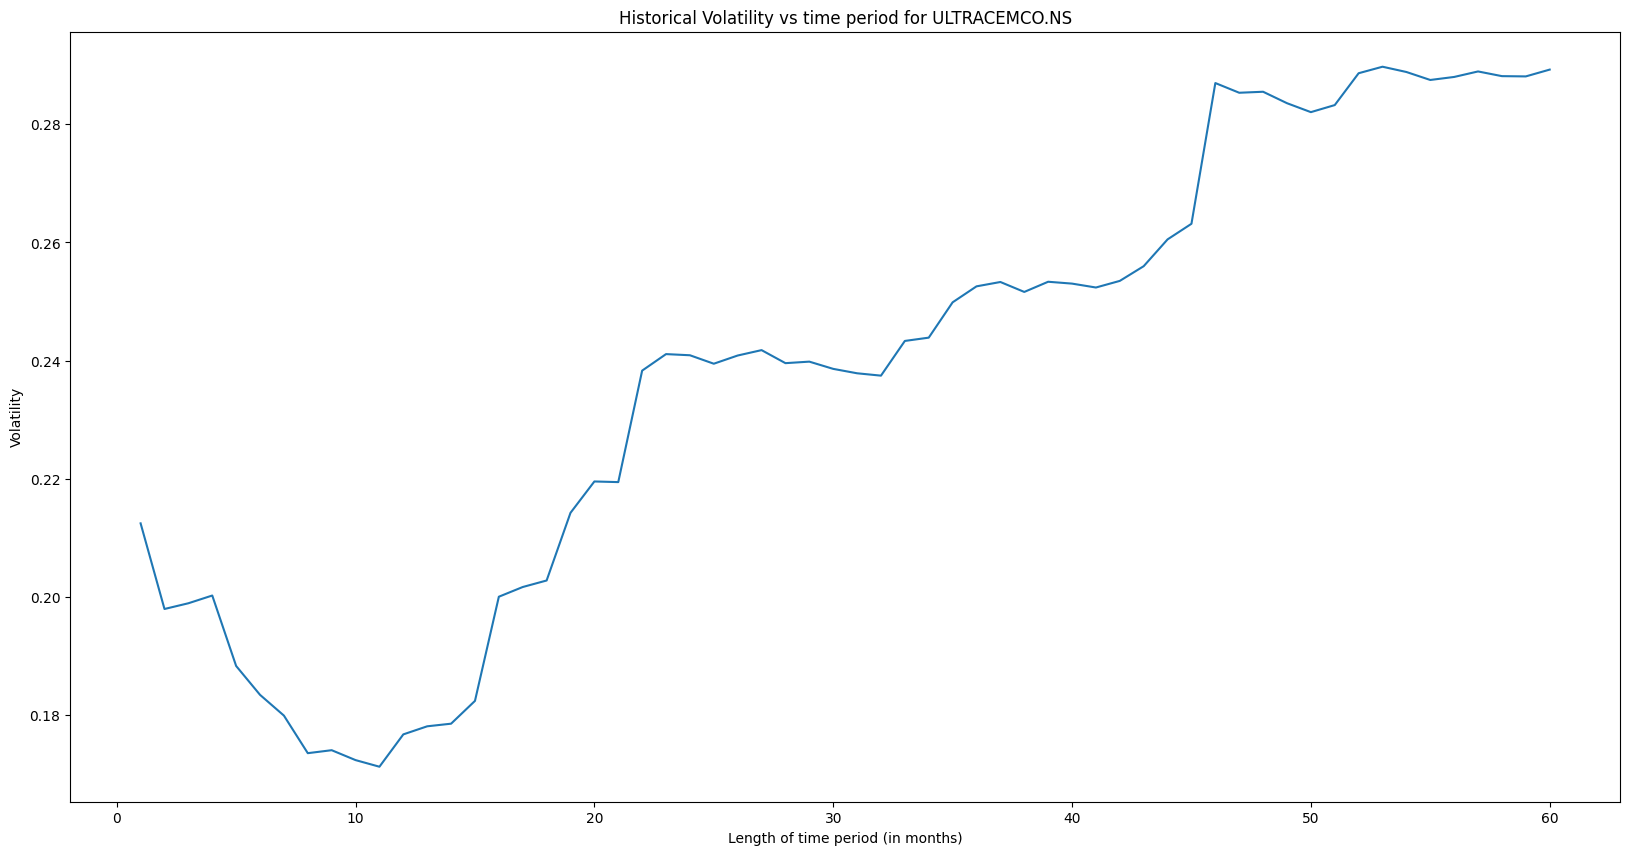 Historical Volatility vs time period for ULTRACEMCO.NS
Volatility
0.28
0.26
0.24
0.22
0.20
0.18
0 10 20 30 40 50 60
Length of time period (in months)